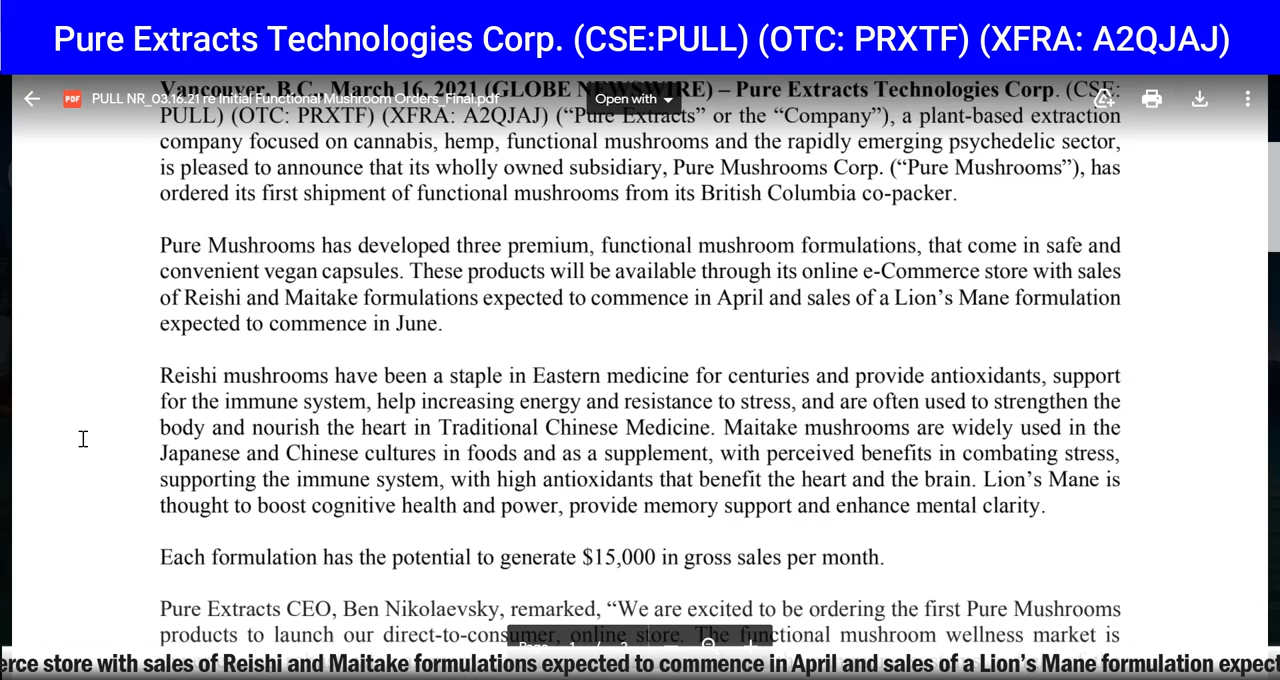 Pure Extracts Technologies Corp. (CSE:PULL) (OTC: PRXTF) (XFRA: A2QJAJ)
Vancouver, B.C., March 16, 2021 (GLOBE NEWSWIRE) – Pure Extracts Technologies Corp. (CSE:
PDF PULL NR_03.16.21 re Initial Functional Mushroom Orders_Final.pdf Open with
PULL) (OTC: PRXTF) (XFRA: A2QJAJ) (“Pure Extracts” or the “Company”), a plant-based extraction
company focused on cannabis, hemp, functional mushrooms and the rapidly emerging psychedelic sector,
is pleased to announce that its wholly owned subsidiary, Pure Mushrooms Corp. (“Pure Mushrooms”), has
ordered its first shipment of functional mushrooms from its British Columbia co-packer.
Pure Mushrooms has developed three premium, functional mushroom formulations, that come in safe and
convenient vegan capsules. These products will be available through its online e-Commerce store with sales
of Reishi and Maitake formulations expected to commence in April and sales of a Lion’s Mane formulation
expected to commence in June.
Reishi mushrooms have been a staple in Eastern medicine for centuries and provide antioxidants, support
for the immune system, help increasing energy and resistance to stress, and are often used to strengthen the
body and nourish the heart in Traditional Chinese Medicine. Maitake mushrooms are widely used in the
Japanese and Chinese cultures in foods and as a supplement, with perceived benefits in combating stress,
supporting the immune system, with high antioxidants that benefit the heart and the brain. Lion’s Mane is
thought to boost cognitive health and power, provide memory support and enhance mental clarity.
Each formulation has the potential to generate $15,000 in gross sales per month.
Pure Extracts CEO, Ben Nikolaevsky, remarked, “We are excited to be ordering the first Pure Mushrooms
products to launch our direct-to-consumer, online store. The functional mushroom wellness market is
Page 1 / 3
erce store with sales of Reishi and Maitake formulations expected to commence in April and sales of a Lion’s Mane formulation expect